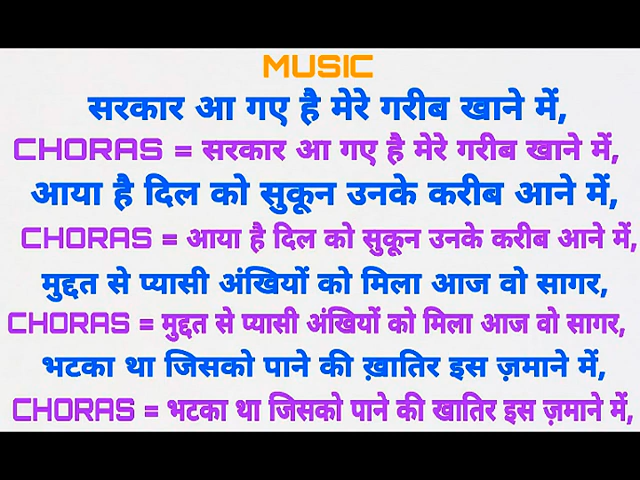 MUSIC
सरकार आ गए है मेरे गरीब खाने में,
CHORAS = सरकार आ गए है मेरे गरीब खाने में,
आया है दिल को सुकून उनके करीब आने में,
CHORAS = आया है दिल को सुकून उनके करीब आने में,
मुद्दत से प्यासी अंखियों को मिला आज वो सागर,
CHORAS = मुद्दत से प्यासी अंखियों को मिला आज वो सागर,
भटका था जिसको पाने की ख़ातिर इस ज़माने में,
CHORAS = भटका था जिसको पाने की खातिर इस ज़माने में,